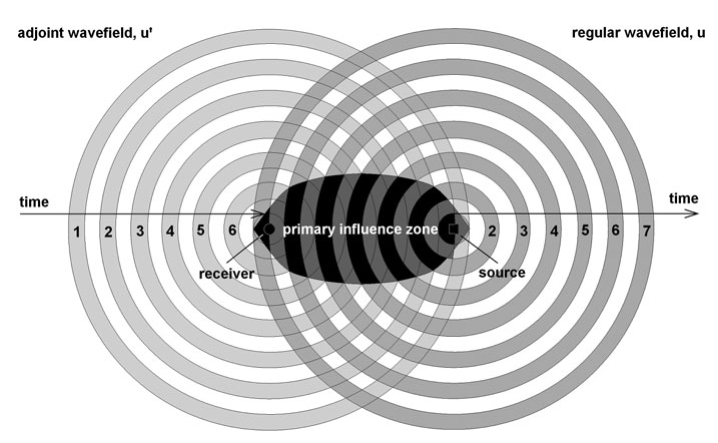 adjoint wavefield, u'
regular wavefield, u
time
time
1 2 3 4 5 6 primary influence zone 2 3 4 5 6 7
receiver
source